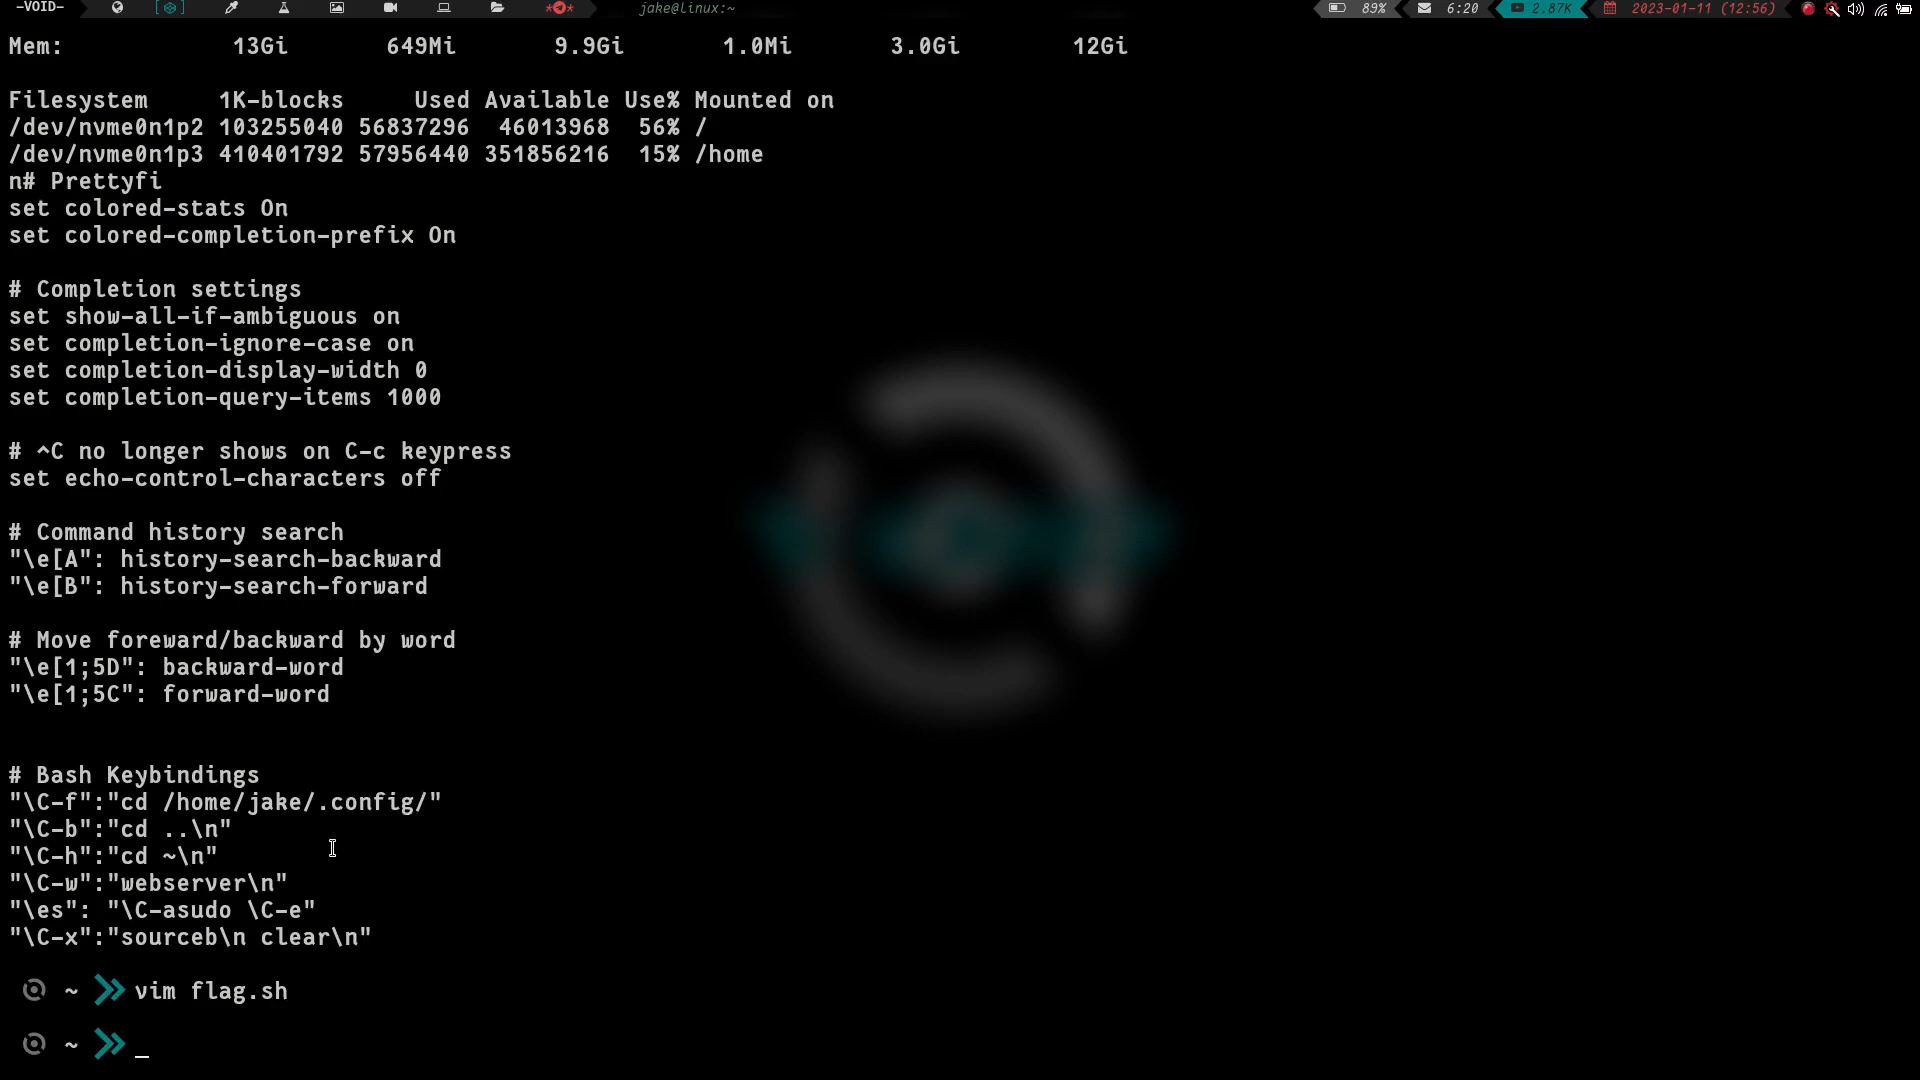 -VOID- jake@linux:~ 83% 6:20 2.87K 2023-01-11 (12:56)
Mem: 13Gi 649Mi 9.9Gi 1.0Mi 3.0Gi 12Gi
Filesystem 1K-blocks Used Available Use% Mounted on
/dev/nvme0n1p2 103255040 56837296 46013968 56% /
/dev/nvme0n1p3 410401792 57956440 351856216 15% /home
n# Prettyfi
set colored-stats On
set colored-completion-prefix On
# Completion settings
set show-all-if-ambiguous on
set completion-ignore-case on
set completion-display-width 0
set completion-query-items 1000
# ^C no longer shows on C-c keypress
set echo-control-characters off
# Command history search
"\e[A": history-search-backward
"\e[B": history-search-forward
# Move foreward/backward by word
"\e[1;5D": backward-word
"\e[1;5C": forward-word
# Bash Keybindings
"\C-f":"cd /home/jake/.config/"
"\C-b":"cd ..\n"
"\C-h":"cd ~\n"
"\C-w":"webserver\n"
"\es": "\C-asudo \C-e"
"\C-x":"sourceb\n clear\n"
~ vim flag.sh
~ _